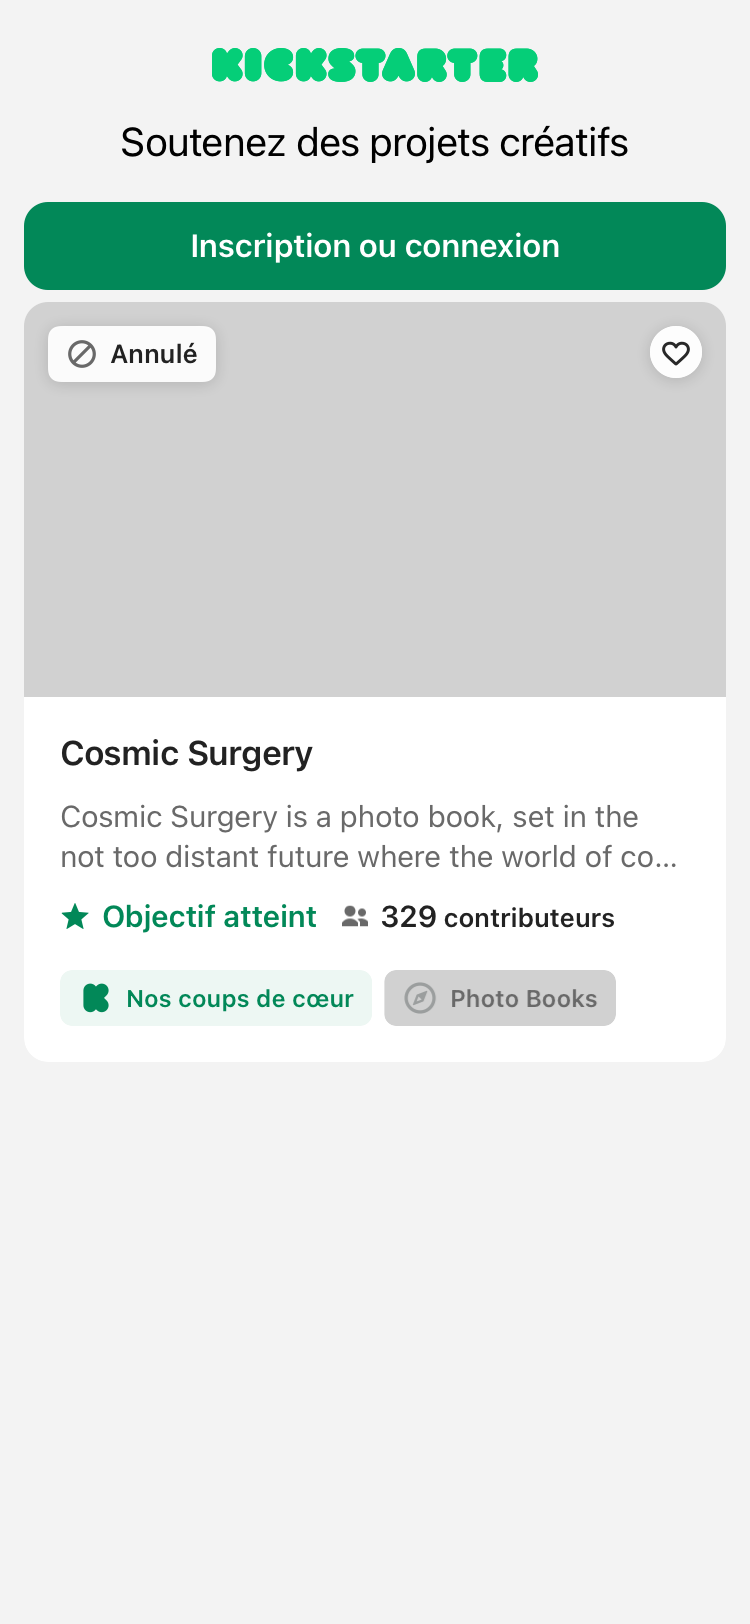 KICKSTARTER
Soutenez des projets créatifs
Inscription ou connexion
Annulé
Cosmic Surgery
Cosmic Surgery is a photo book, set in the
not too distant future where the world of co...
Objectif atteint 329 contributeurs
Nos coups de cœur Photo Books